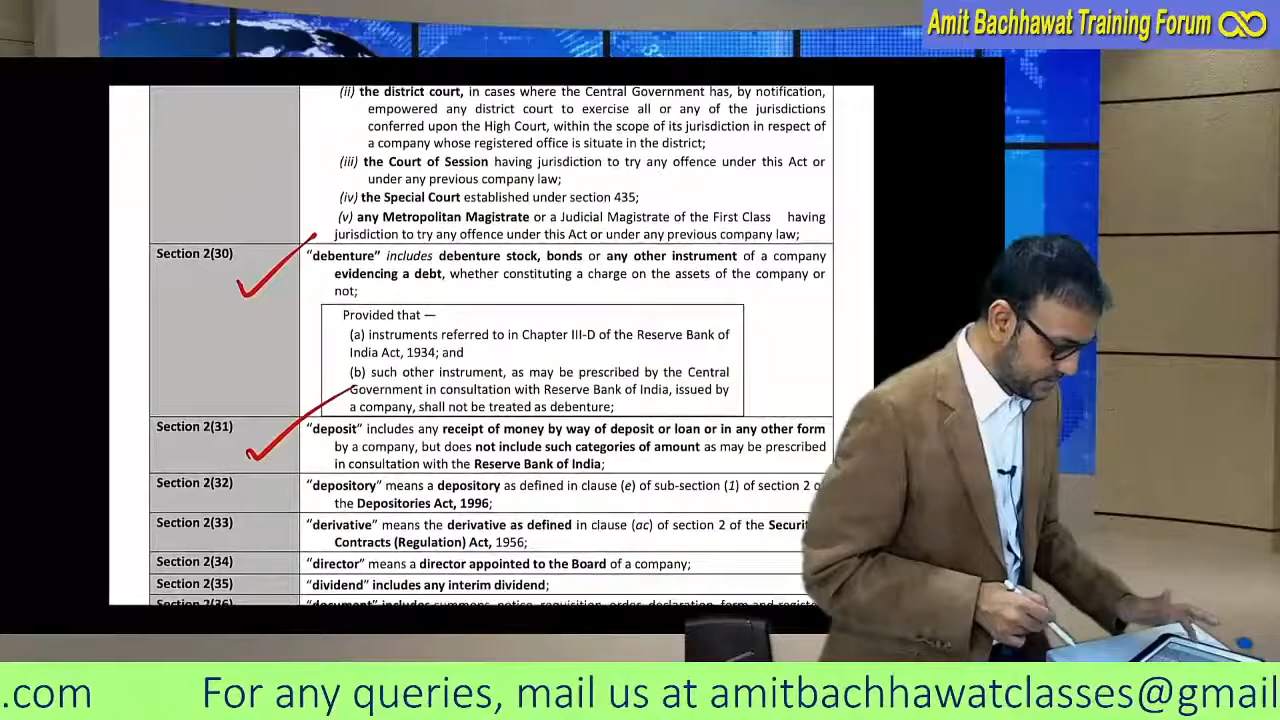 Amit Bachhawat Training Forum
(ii) the district court, in cases where the Central Government has, by notification,
empowered any district court to exercise all or any of the jurisdictions
conferred upon the High Court, within the scope of its jurisdiction in respect of
a company whose registered office is situate in the district;
(iii) the Court of Session having jurisdiction to try any offence under this Act or
under any previous company law;
(iv) the Special Court established under section 435;
(v) any Metropolitan Magistrate or a Judicial Magistrate of the First Class having
jurisdiction to try any offence under this Act or under any previous company law;
Section 2(30)
“debenture” includes debenture stock, bonds or any other instrument of a company
evidencing a debt, whether constituting a charge on the assets of the company or
not;
Provided that —
(a) instruments referred to in Chapter III-D of the Reserve Bank of
India Act, 1934; and
(b) such other instrument, as may be prescribed by the Central
Government in consultation with Reserve Bank of India, issued by
a company, shall not be treated as debenture;
Section 2(31)
“deposit” includes any receipt of money by way of deposit or loan or in any other form
by a company, but does not include such categories of amount as may be prescribed
in consultation with the Reserve Bank of India;
Section 2(32)
“depository” means a depository as defined in clause (e) of sub-section (1) of section 2
the Depositories Act, 1996;
Section 2(33)
“derivative” means the derivative as defined in clause (ac) of section 2 of the
Contracts (Regulation) Act, 1956;
Section 2(34)
“director” means a director appointed to the Board of a company;
Section 2(35)
“dividend” includes any interim dividend;
Section 2(36)
“document” includes summons, notice, requisition, order, declaration, form and
.com For any queries, mail us at amitbachhawatclasses@gmail